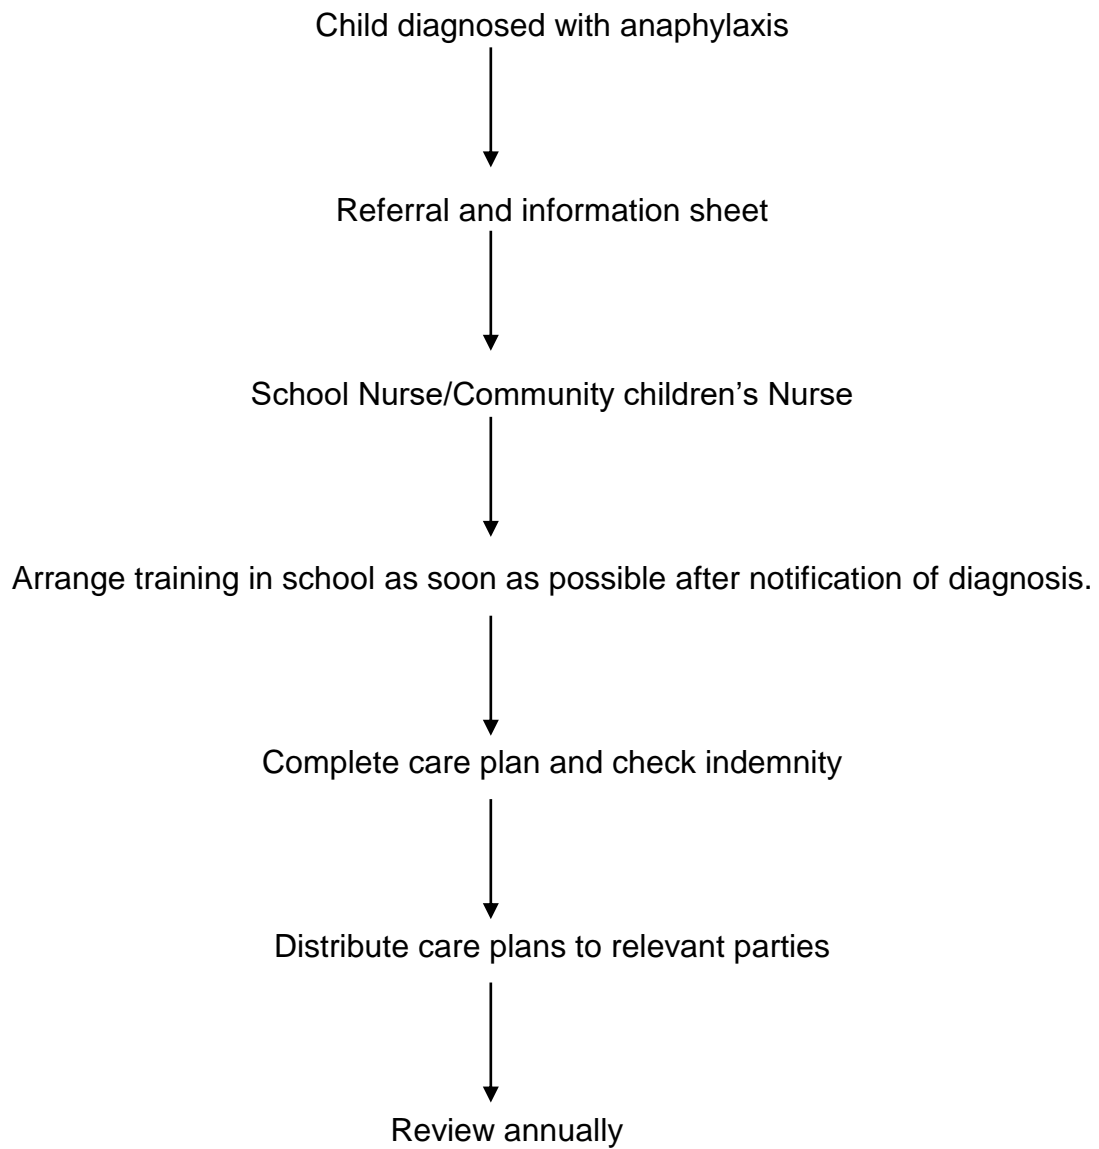 Child diagnosed with anaphylaxis
Referral and information sheet
School Nurse/Community children’s Nurse
Arrange training in school as soon as possible after notification of diagnosis.
Complete care plan and check indemnity
Distribute care plans to relevant parties
Review annually